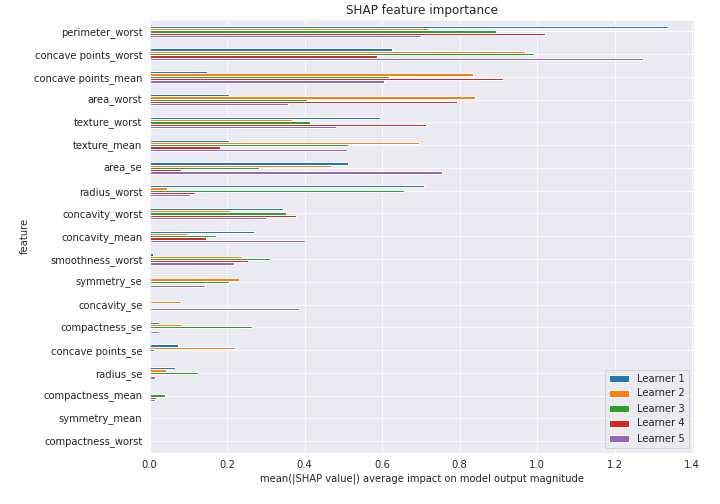 SHAP feature importance
perimeter_worst
concave points_worst
concave points_mean
area_worst
texture_worst
texture_mean
area_se
radius_worst
concavity_worst
concavity_mean
smoothness_worst
symmetry_se
concavity_se
compactness_se
concave points_se
radius_se
compactness_mean
symmetry_mean
compactness_worst
feature
Learner 1
Learner 2
Learner 3
Learner 4
Learner 5
0.0 0.2 0.4 0.6 0.8 1.0 1.2 1.4
mean(|SHAP value|) average impact on model output magnitude